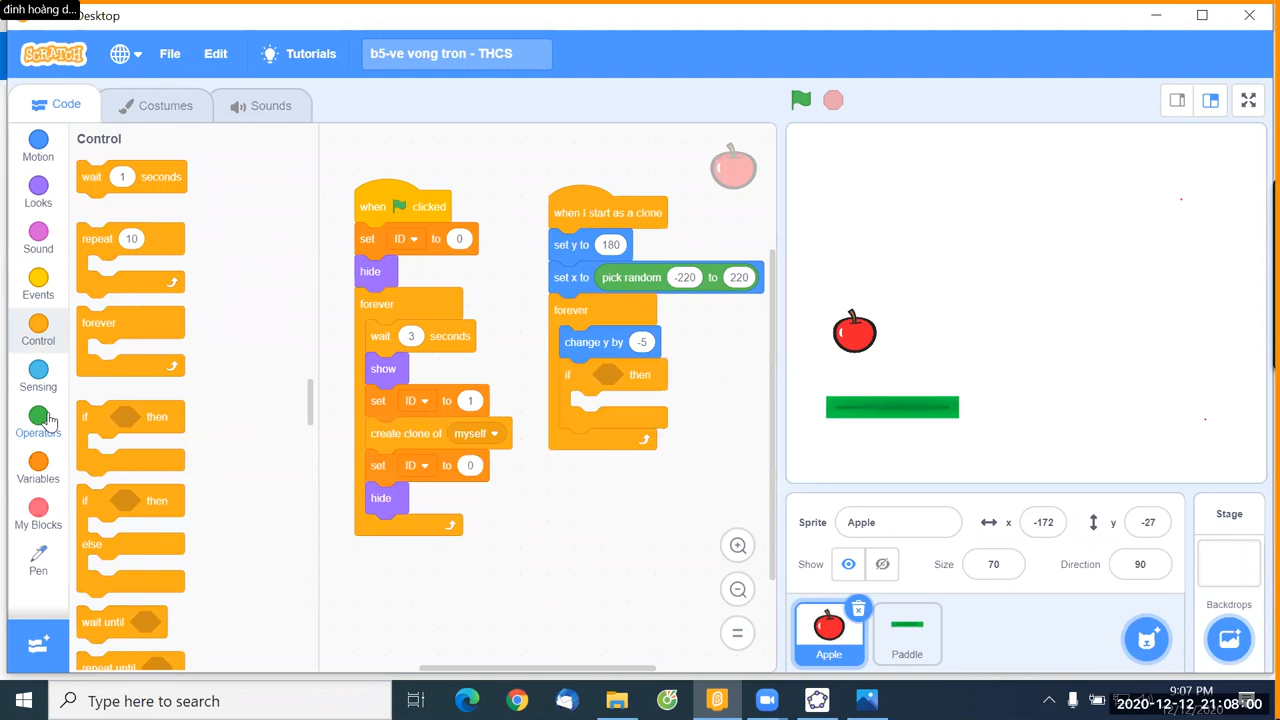 đinh hoàng d...
Desktop
SCRATCH
File
Edit
Tutorials
b5-ve vong tron - THCS
Code
Costumes
Sounds
Motion
Looks
Sound
Events
Control
Sensing
Operators
Variables
My Blocks
Pen
Control
wait 1 seconds
repeat 10
forever
if then
if then
else
wait until
repeat until
when clicked
set ID to 0
hide
forever
wait 3 seconds
show
set ID to 1
create clone of myself
set ID to 0
hide
when I start as a clone
set y to 180
set x to pick random -220 to 220
forever
change y by -5
if then
Sprite Apple x -172 y -27
Show Size 70 Direction 90
Apple
Paddle
Stage
Backdrops
Type here to search
9:07 PM
2020-12-12 21:08:00